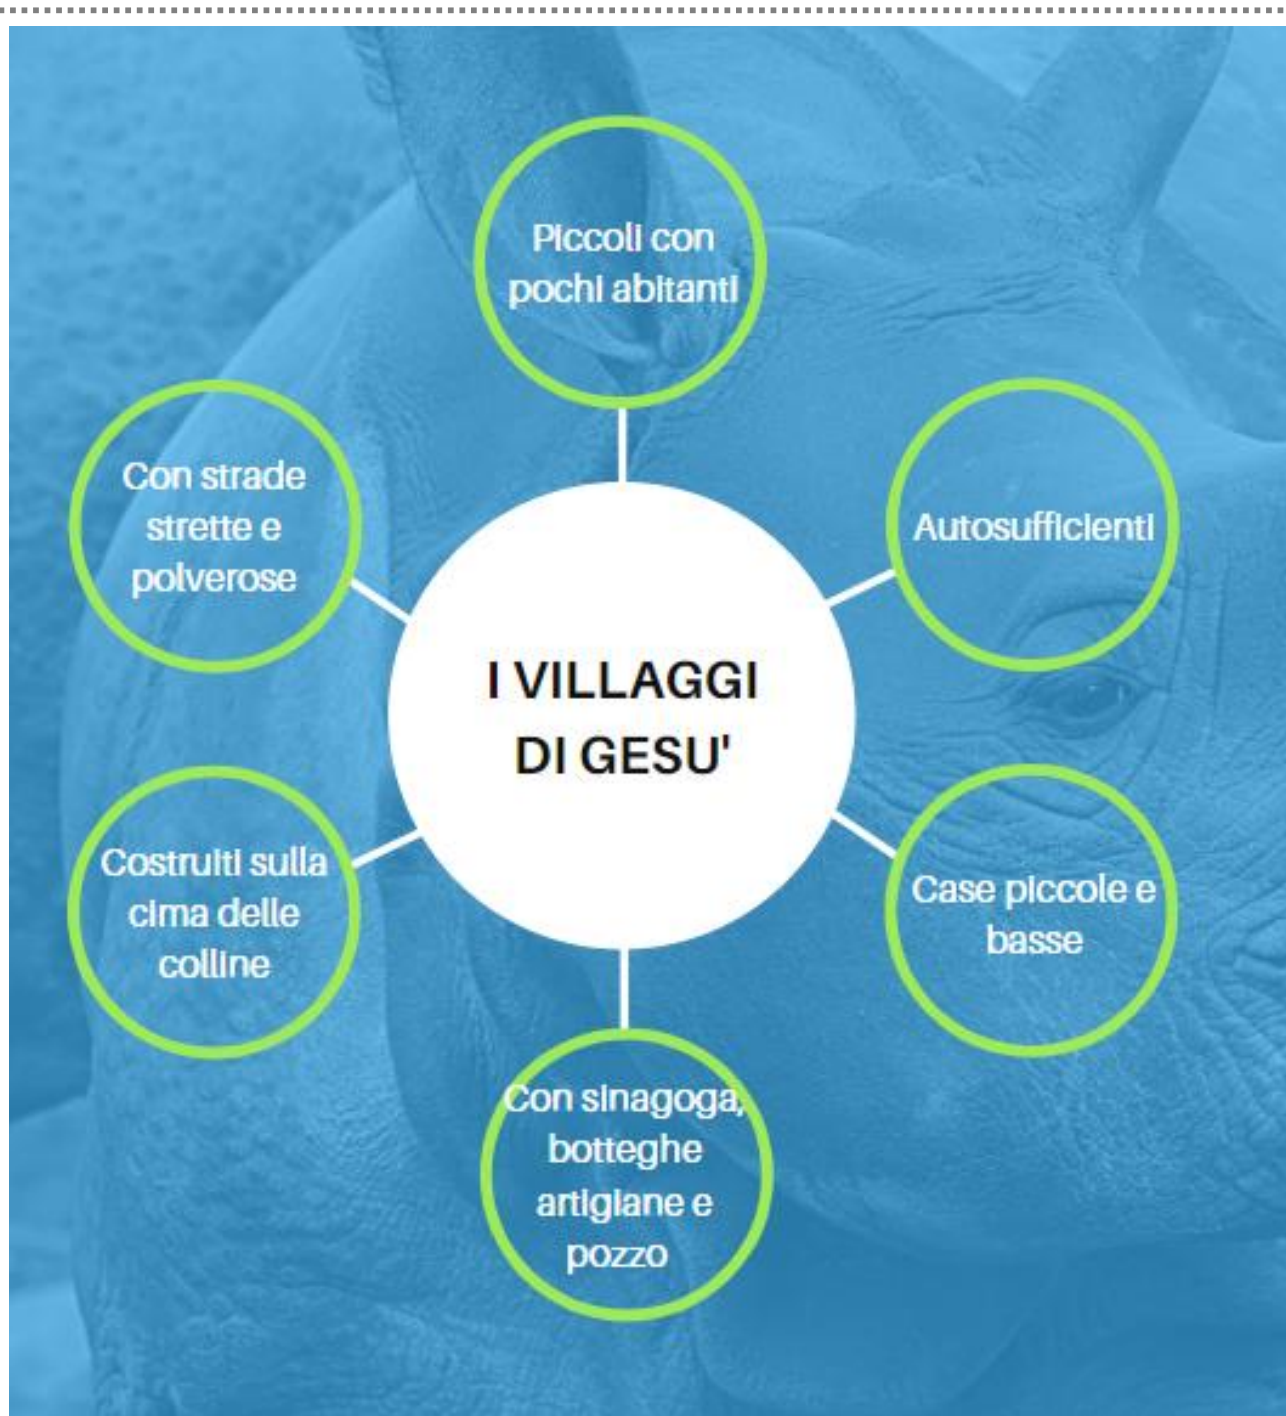 Piccoli con
pochi abitanti
Con strade
strette e
polverose
Autosufficienti
I VILLAGGI
DI GESU'
Costruiti sulla
cima delle
colline
Case piccole e
basse
Con sinagoga,
botteghe
artigiane e
pozzo